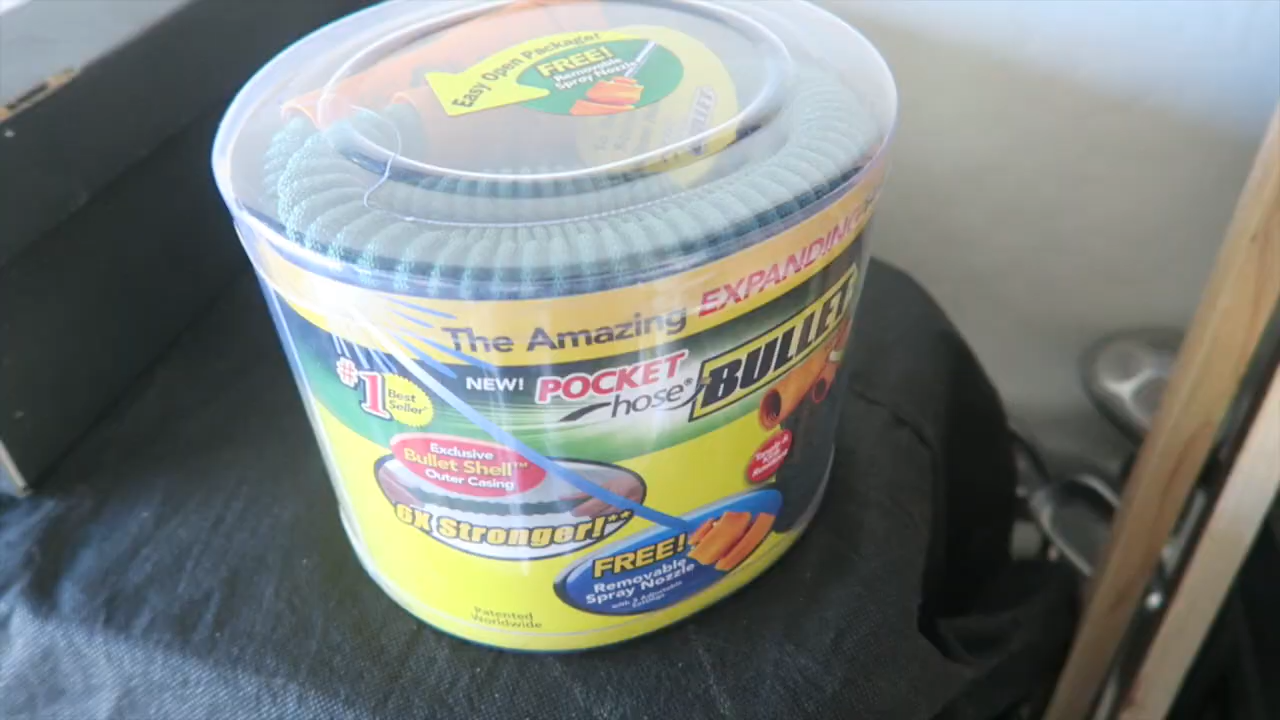 Easy Open Package!
FREE!
Removable
Spray Nozzle
The Amazing EXPANDING
#1 Best
Seller*
NEW! POCKET
hose®
BULLET
Exclusive
Bullet Shell™
Outer Casing
6X Stronger!**
FREE!
Removable
Spray Nozzle
Patented
Worldwide